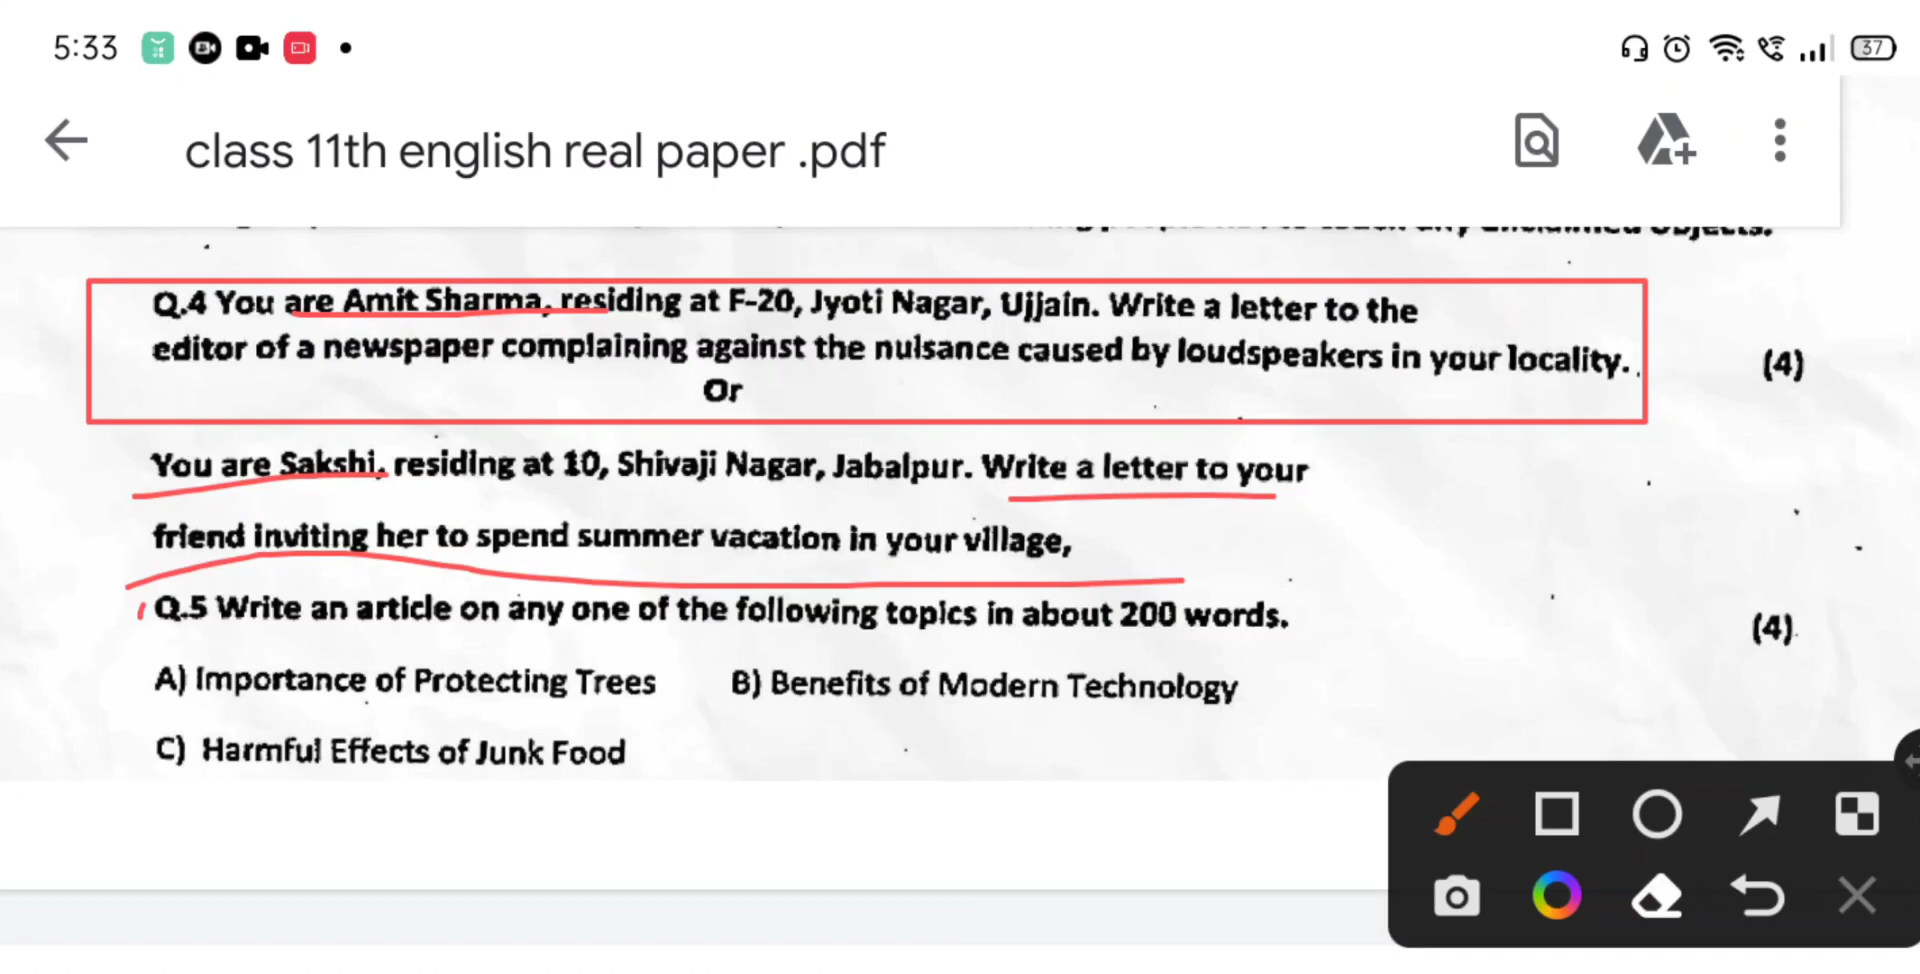 5:33
37
class 11th english real paper .pdf
any unclaimed objects.
Q.4 You are Amit Sharma, residing at F-20, Jyoti Nagar, Ujjain. Write a letter to the
editor of a newspaper complaining against the nuisance caused by loudspeakers in your locality.
(4)
Or
You are Sakshi, residing at 10, Shivaji Nagar, Jabalpur. Write a letter to your
friend inviting her to spend summer vacation in your village,
Q.5 Write an article on any one of the following topics in about 200 words.
(4)
A) Importance of Protecting Trees B) Benefits of Modern Technology
C) Harmful Effects of Junk Food